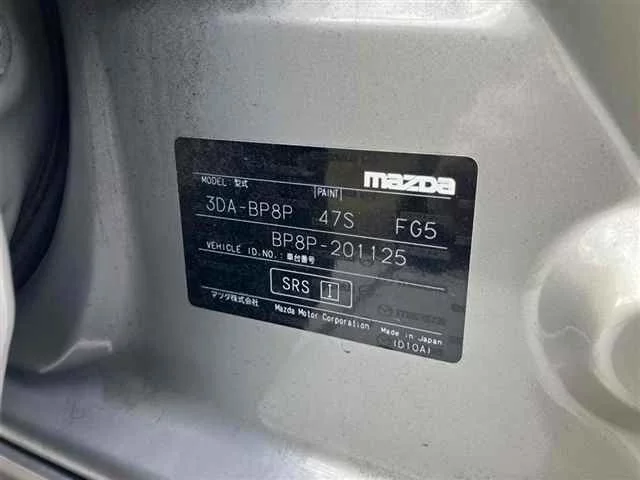 mazda
MODEL: 型式 PAINT
3DA-BP8P 47S FG5
BP8P-201125
VEHICLE ID.NO.: 車台番号
SRS I
マツダ株式会社 Mazda Motor Corporation Made in Japan
(D10A)